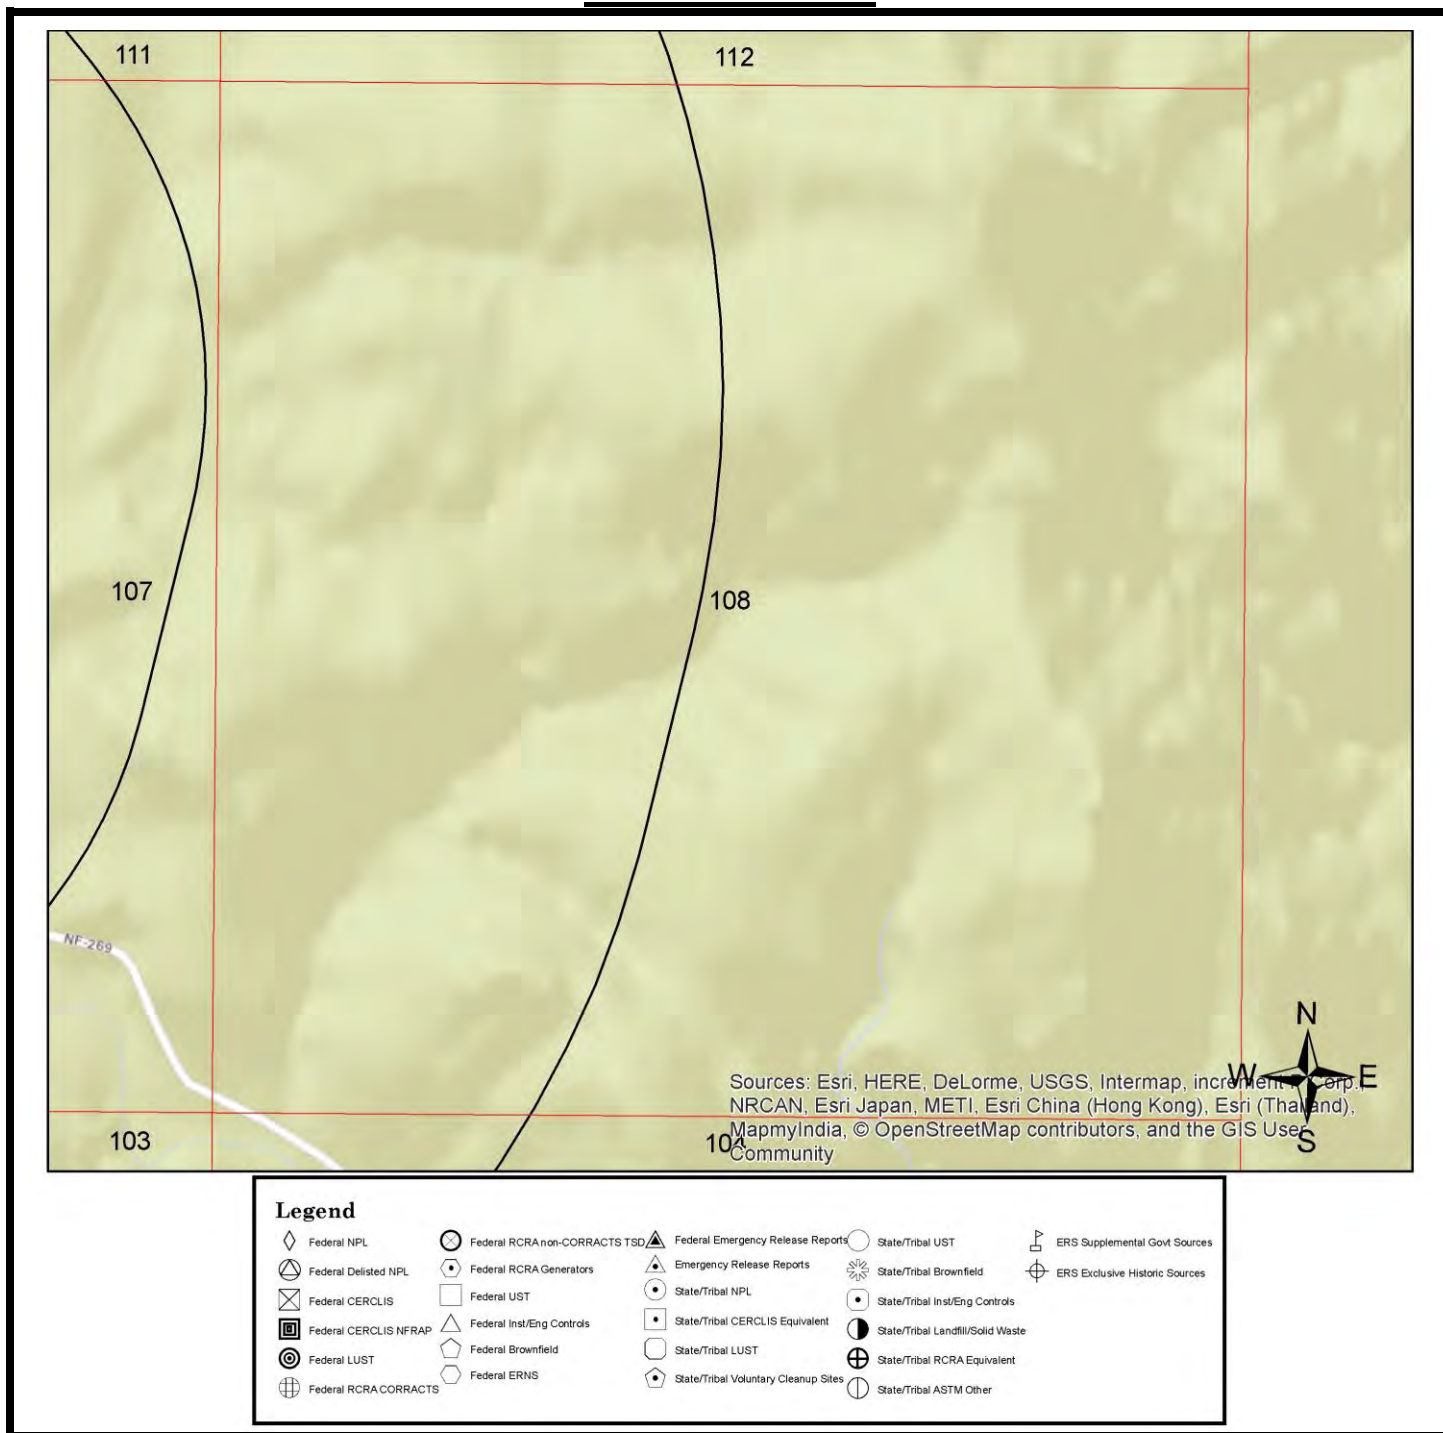 111
112
107
108
NF-269
N
W
E
S
Sources: Esri, HERE, DeLorme, USGS, Intermap, increment P Corp.,
NRCAN, Esri Japan, METI, Esri China (Hong Kong), Esri (Thailand),
MapmyIndia, © OpenStreetMap contributors, and the GIS User
Community
103
104
Legend
Federal NPL
Federal Delisted NPL
Federal CERCLIS
Federal CERCLIS NFRAP
Federal LUST
Federal RCRA CORRACTS
Federal RCRA non-CORRACTS TSD
Federal RCRA Generators
Federal UST
Federal Inst/Eng Controls
Federal Brownfield
Federal ERNS
Federal Emergency Release Reports
Emergency Release Reports
State/Tribal NPL
State/Tribal CERCLIS Equivalent
State/Tribal LUST
State/Tribal Voluntary Cleanup Sites
State/Tribal UST
State/Tribal Brownfield
State/Tribal Inst/Eng Controls
State/Tribal Landfill/Solid Waste
State/Tribal RCRA Equivalent
State/Tribal ASTM Other
ERS Supplemental Govt Sources
ERS Exclusive Historic Sources